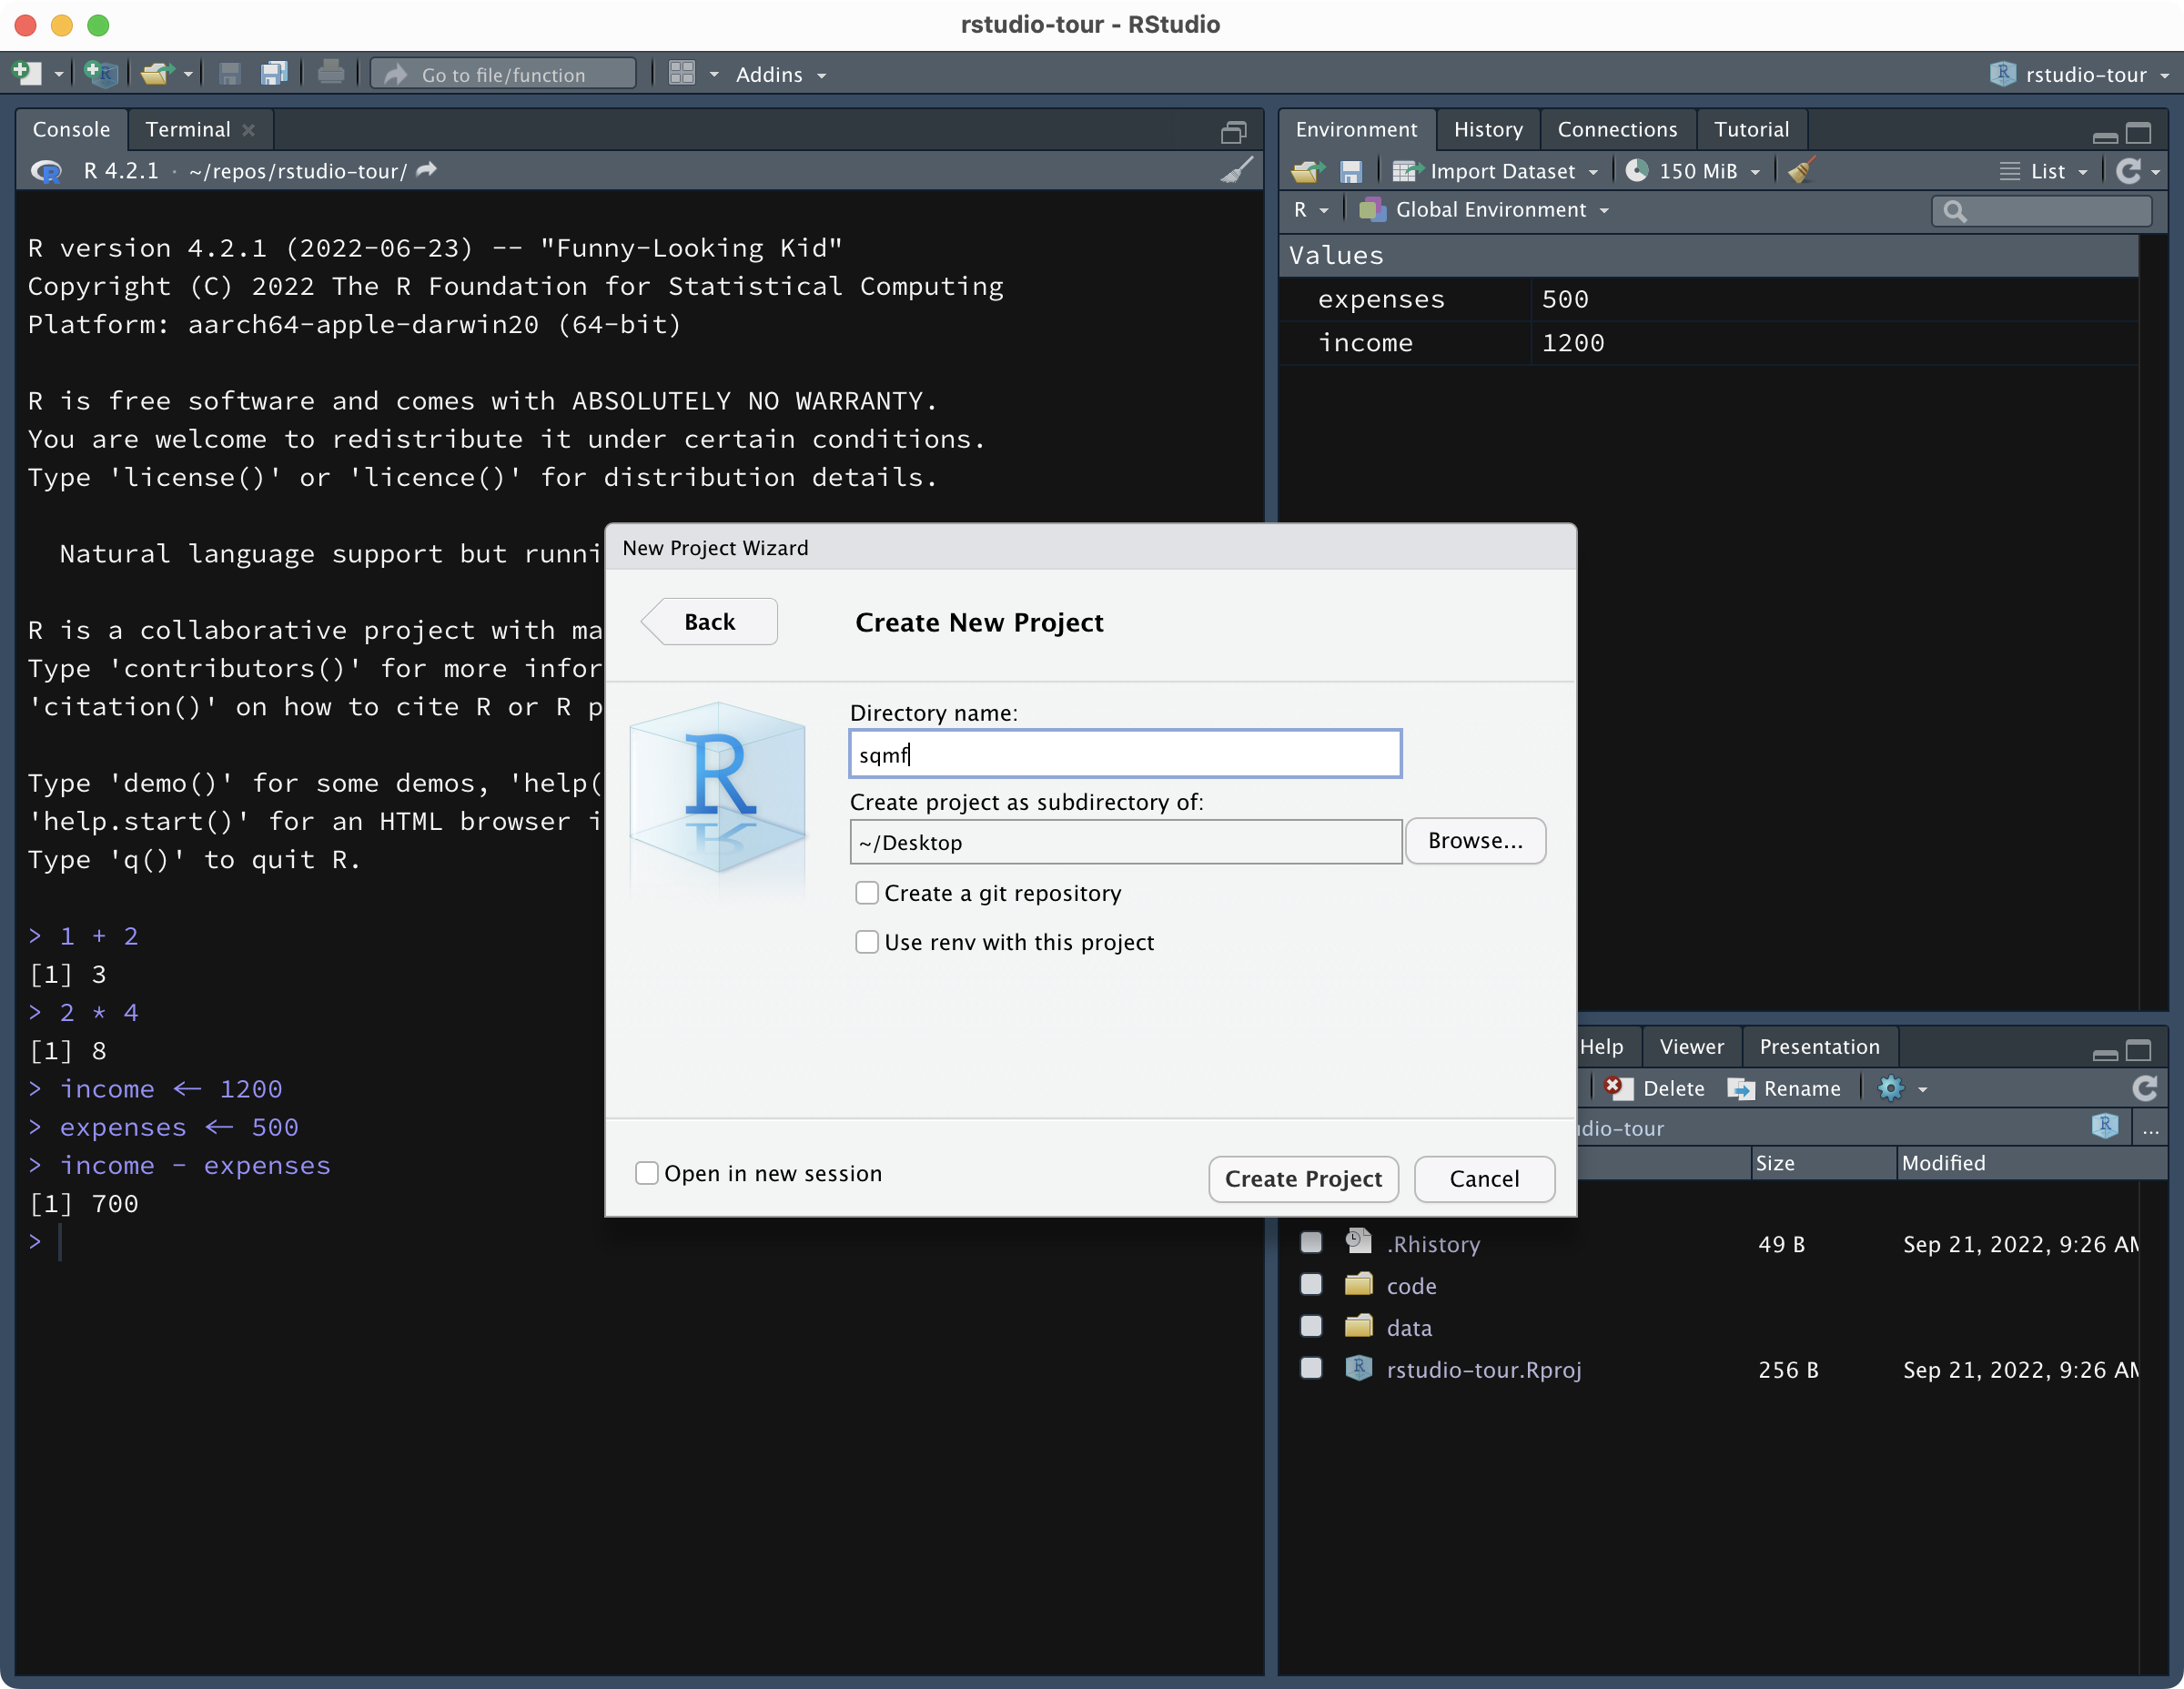 rstudio-tour - RStudio
Go to file/function
Addins
rstudio-tour
Console
Terminal
R 4.2.1 · ~/repos/rstudio-tour/
R version 4.2.1 (2022-06-23) -- "Funny-Looking Kid"
Copyright (C) 2022 The R Foundation for Statistical Computing
Platform: aarch64-apple-darwin20 (64-bit)
R is free software and comes with ABSOLUTELY NO WARRANTY.
You are welcome to redistribute it under certain conditions.
Type 'license()' or 'licence()' for distribution details.
Natural language support but runni
R is a collaborative project with ma
Type 'contributors()' for more infor
'citation()' on how to cite R or R p
Type 'demo()' for some demos, 'help(
'help.start()' for an HTML browser i
Type 'q()' to quit R.
> 1 + 2
[1] 3
> 2 * 4
[1] 8
> income <- 1200
> expenses <- 500
> income - expenses
[1] 700
>
Environment
History
Connections
Tutorial
Import Dataset
150 MiB
List
R
Global Environment
Values
expenses 500
income 1200
New Project Wizard
Back
Create New Project
R
Directory name:
sqmf
Create project as subdirectory of:
~/Desktop
Browse...
Create a git repository
Use renv with this project
Open in new session
Create Project
Cancel
Help
Viewer
Presentation
Delete
Rename
dio-tour
...
Size
Modified
.Rhistory 49 B Sep 21, 2022, 9:26 AM
code
data
rstudio-tour.Rproj 256 B Sep 21, 2022, 9:26 AM